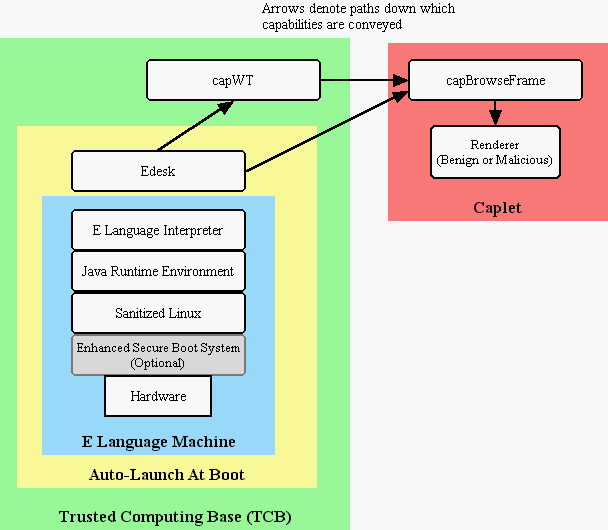 Arrows denote paths down which
capabilities are conveyed
capWT
capBrowseFrame
Renderer
(Benign or Malicious)
Caplet
Edesk
E Language Interpreter
Java Runtime Environment
Sanitized Linux
Enhanced Secure Boot System
(Optional)
Hardware
E Language Machine
Auto-Launch At Boot
Trusted Computing Base (TCB)